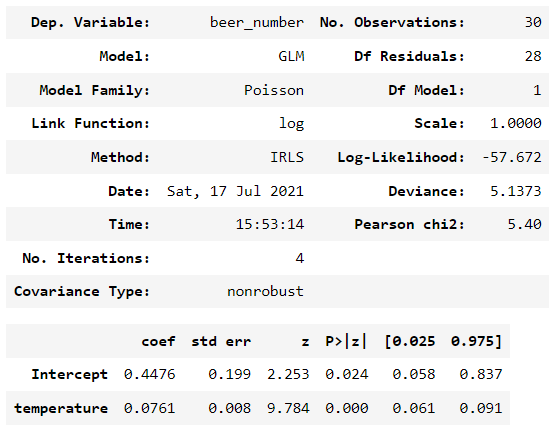 Dep. Variable: beer_number No. Observations: 30
Model: GLM Df Residuals: 28
Model Family: Poisson Df Model: 1
Link Function: log Scale: 1.0000
Method: IRLS Log-Likelihood: -57.672
Date: Sat, 17 Jul 2021 Deviance: 5.1373
Time: 15:53:14 Pearson chi2: 5.40
No. Iterations: 4
Covariance Type: nonrobust
coef std err z P>|z| [0.025 0.975]
Intercept 0.4476 0.199 2.253 0.024 0.058 0.837
temperature 0.0761 0.008 9.784 0.000 0.061 0.091